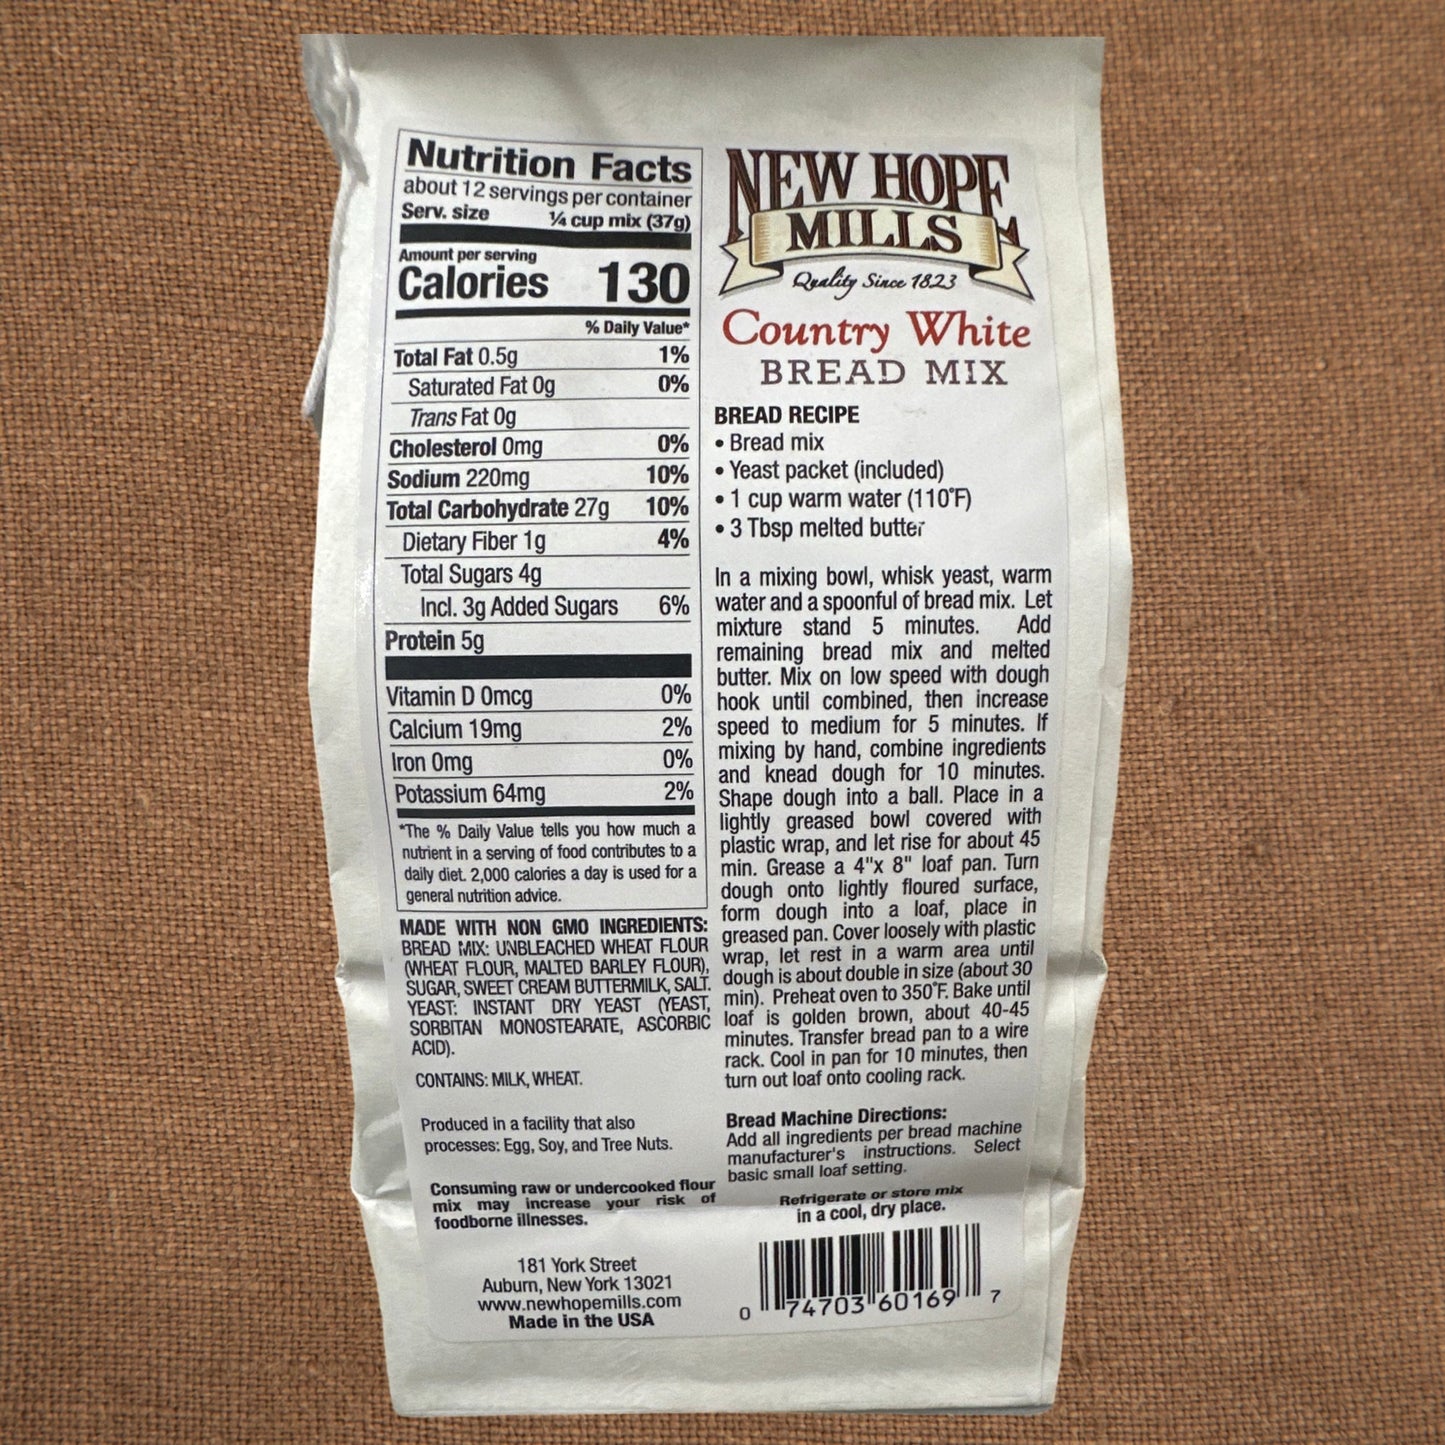 Nutrition Facts
about 12 servings per container
Serv. size ¼ cup mix (37g)
Amount per serving
Calories 130
% Daily Value*
Total Fat 0.5g 1%
Saturated Fat 0g 0%
Trans Fat 0g
Cholesterol 0mg 0%
Sodium 220mg 10%
Total Carbohydrate 27g 10%
Dietary Fiber 1g 4%
Total Sugars 4g
Incl. 3g Added Sugars 6%
Protein 5g
Vitamin D 0mcg 0%
Calcium 19mg 2%
Iron 0mg 0%
Potassium 64mg 2%
*The % Daily Value tells you how much a
nutrient in a serving of food contributes to a
daily diet. 2,000 calories a day is used for a
general nutrition advice.
MADE WITH NON GMO INGREDIENTS:
BREAD MIX: UNBLEACHED WHEAT FLOUR
(WHEAT FLOUR, MALTED BARLEY FLOUR),
SUGAR, SWEET CREAM BUTTERMILK, SALT.
YEAST: INSTANT DRY YEAST (YEAST,
SORBITAN MONOSTEARATE, ASCORBIC
ACID).
CONTAINS: MILK, WHEAT.
Produced in a facility that also
processes: Egg, Soy, and Tree Nuts.
Consuming raw or undercooked flour
mix may increase your risk of
foodborne illnesses.
181 York Street
Auburn, New York 13021
www.newhopemills.com
Made in the USA
NEW HOPE
MILLS
Quality Since 1823
Country White
BREAD MIX
BREAD RECIPE
• Bread mix
• Yeast packet (included)
• 1 cup warm water (110°F)
• 3 Tbsp melted butter
In a mixing bowl, whisk yeast, warm
water and a spoonful of bread mix. Let
mixture stand 5 minutes. Add
remaining bread mix and melted
butter. Mix on low speed with dough
hook until combined, then increase
speed to medium for 5 minutes. If
mixing by hand, combine ingredients
and knead dough for 10 minutes.
Shape dough into a ball. Place in a
lightly greased bowl covered with
plastic wrap, and let rise for about 45
min. Grease a 4"x 8" loaf pan. Turn
dough onto lightly floured surface,
form dough into a loaf, place in
greased pan. Cover loosely with plastic
wrap, let rest in a warm area until
dough is about double in size (about 30
min). Preheat oven to 350°F. Bake until
loaf is golden brown, about 40-45
minutes. Transfer bread pan to a wire
rack. Cool in pan for 10 minutes, then
turn out loaf onto cooling rack.
Bread Machine Directions:
Add all ingredients per bread machine
manufacturer's instructions. Select
basic small loaf setting.
Refrigerate or store mix
in a cool, dry place.
0 74703 60169 7